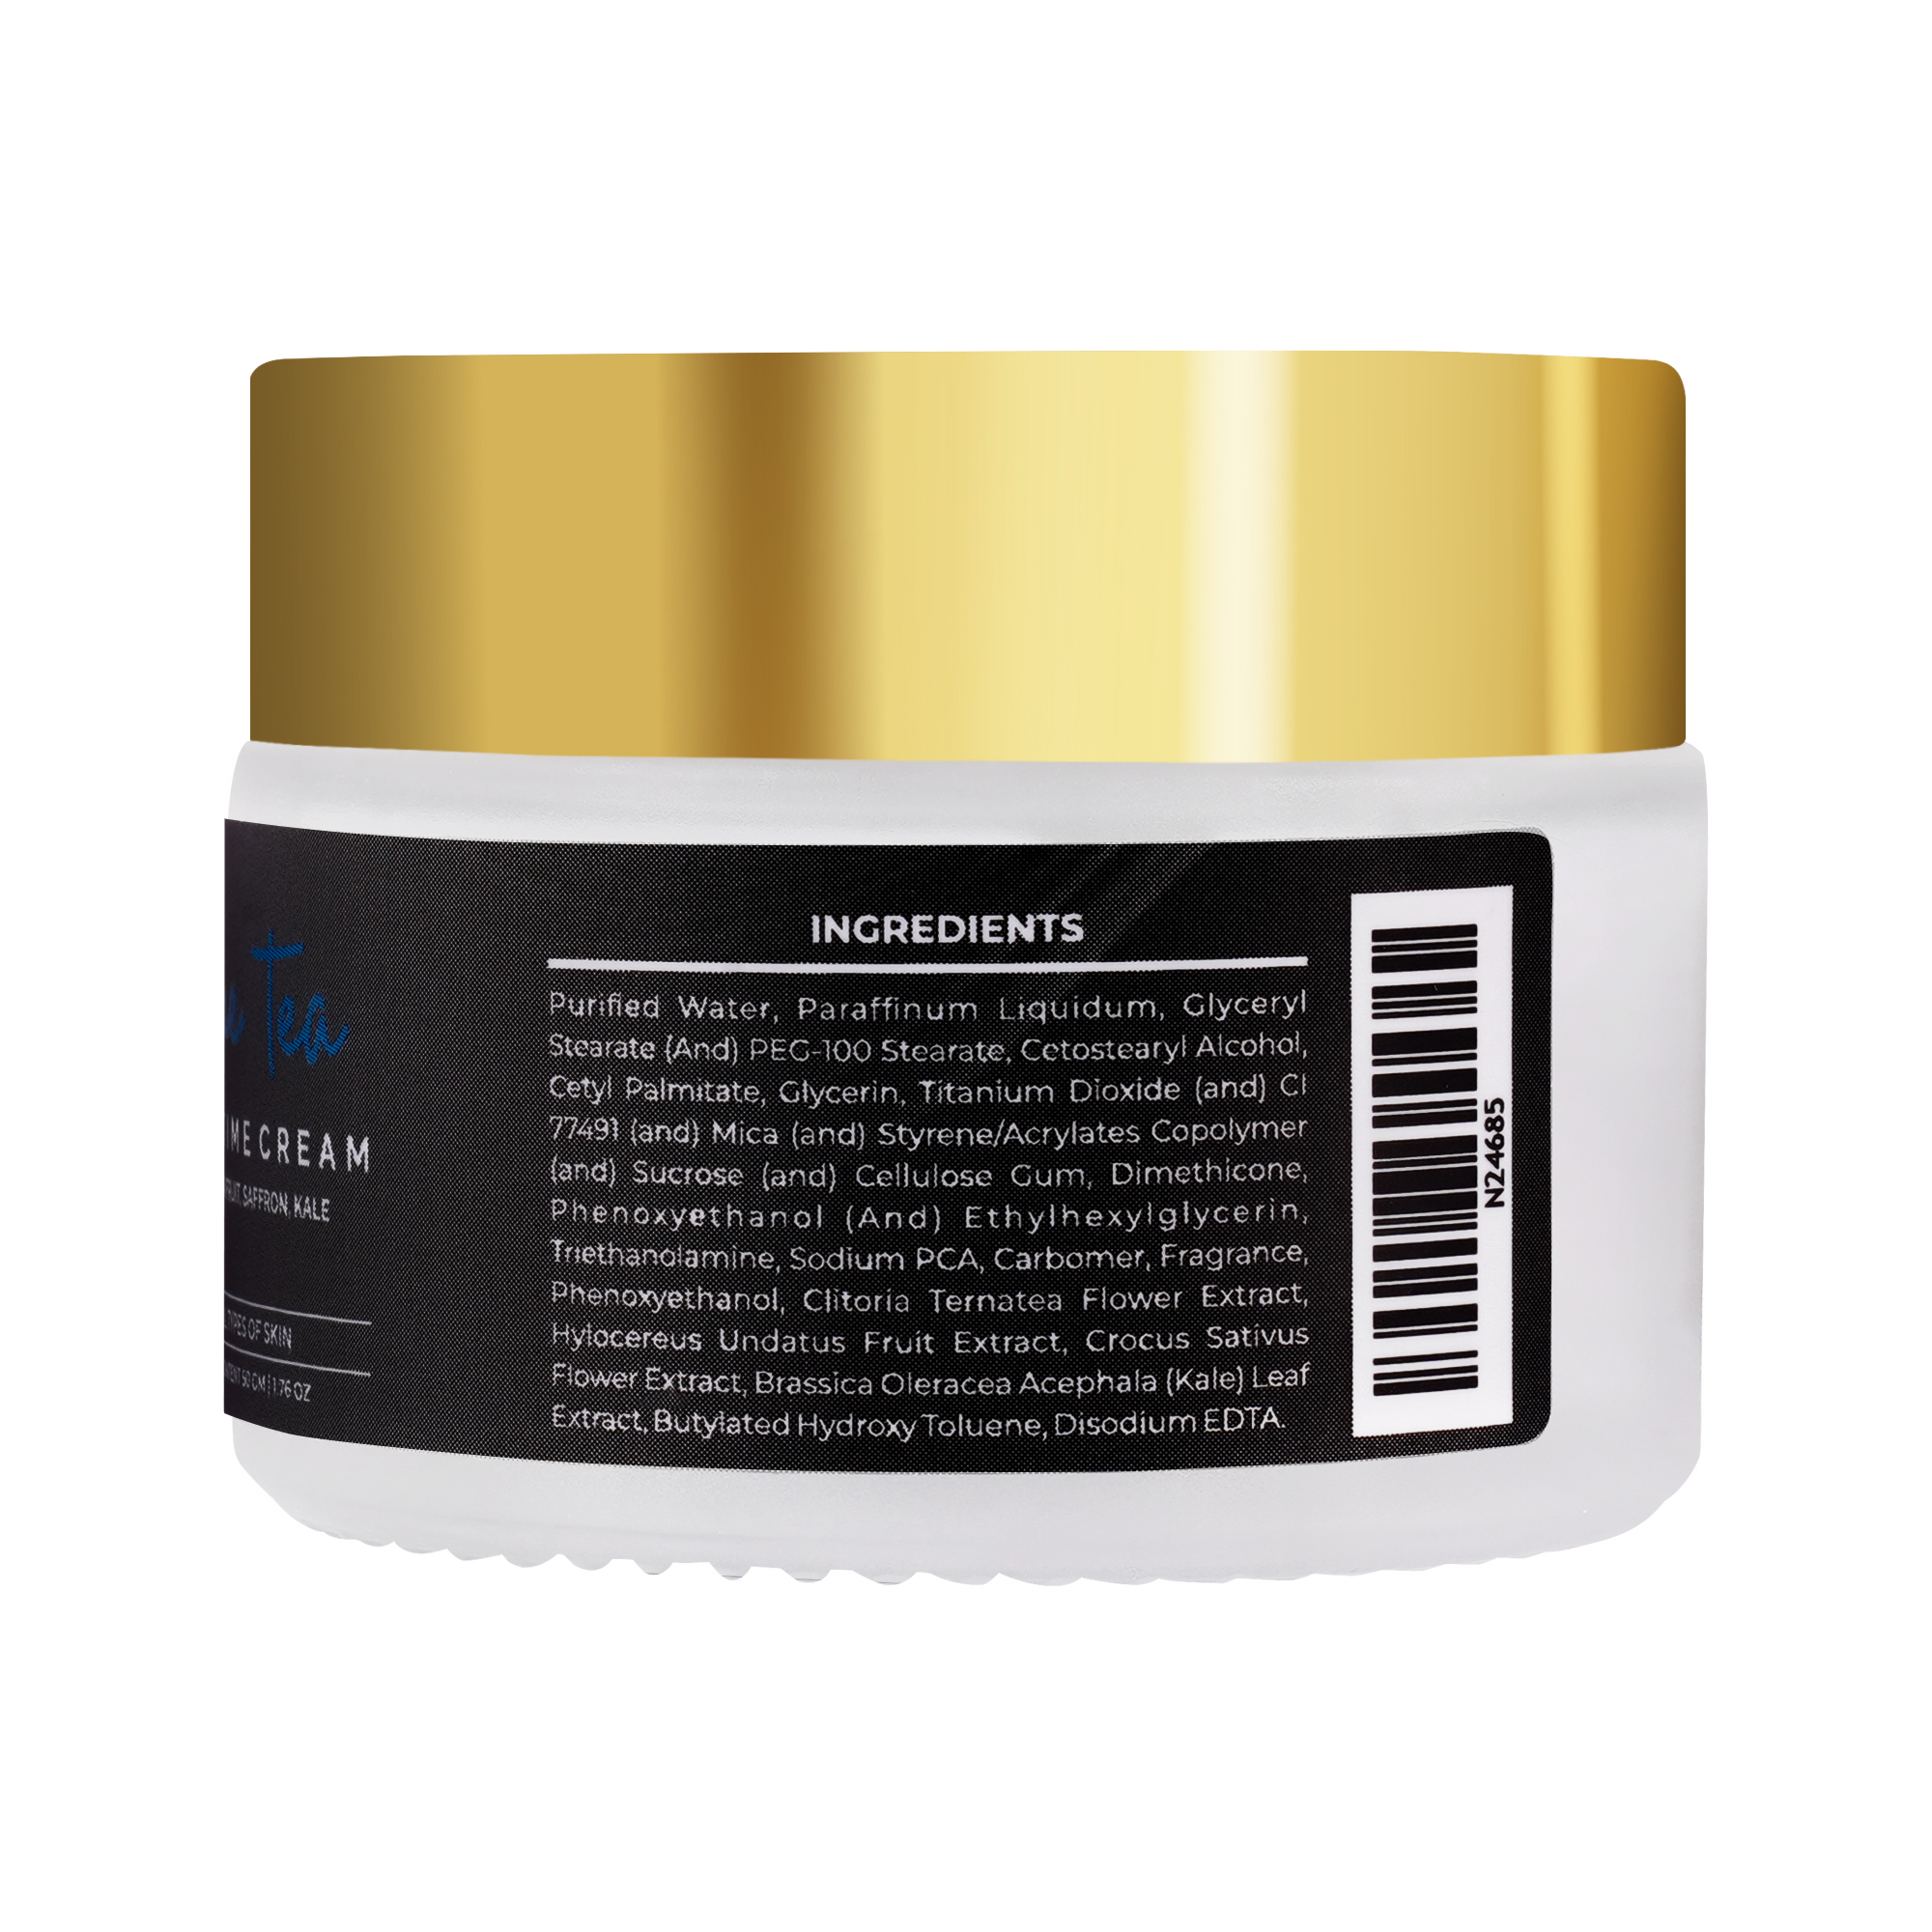 Tea
ME CREAM
SAFFRON, KALE
TYPES OF SKIN
50 GM | 1.76 OZ
INGREDIENTS
Purified Water, Paraffinum Liquidum, Glyceryl
Stearate (And) PEG-100 Stearate, Cetostearyl Alcohol,
Cetyl Palmitate, Glycerin, Titanium Dioxide (and) CI
77491 (and) Mica (and) Styrene/Acrylates Copolymer
(and) Sucrose (and) Cellulose Gum, Dimethicone,
Phenoxyethanol (And) Ethylhexylglycerin,
Triethanolamine, Sodium PCA, Carbomer, Fragrance,
Phenoxyethanol, Clitoria Ternatea Flower Extract,
Hylocereus Undatus Fruit Extract, Crocus Sativus
Flower Extract, Brassica Oleracea Acephala (Kale) Leaf
Extract, Butylated Hydroxy Toluene, Disodium EDTA.
N24685